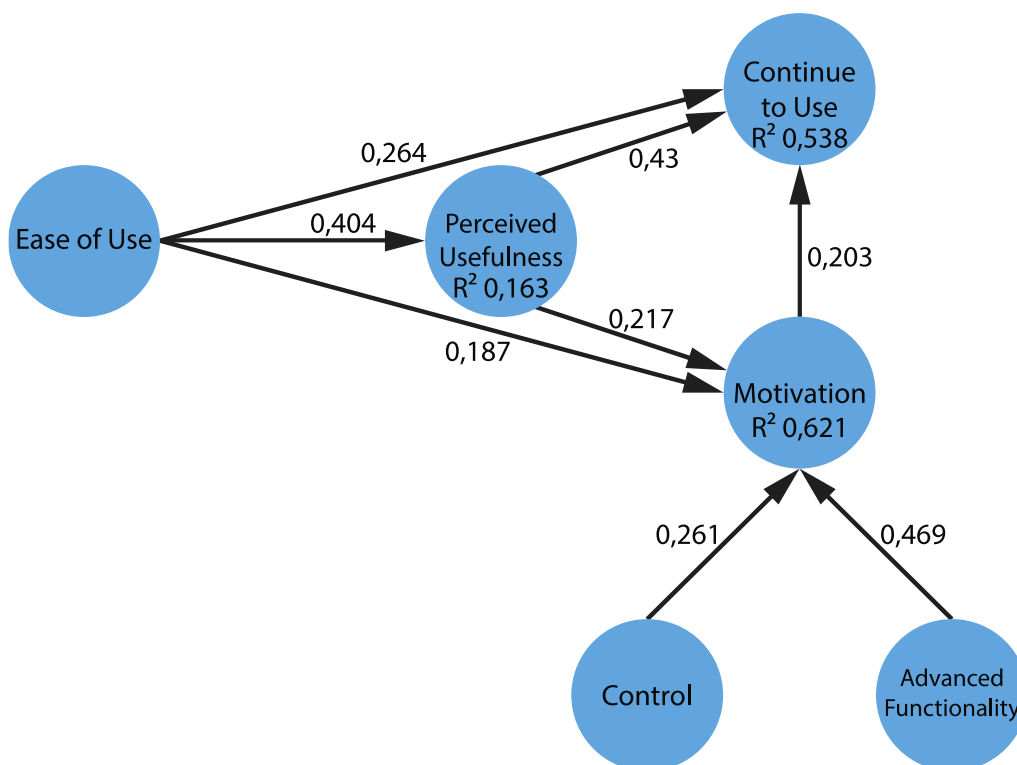 Continue
to Use
R² 0,538
0,264
0,43
Ease of Use
0,404
Perceived
Usefulness
R² 0,163
0,203
0,217
0,187
Motivation
R² 0,621
0,261
0,469
Control
Advanced
Functionality